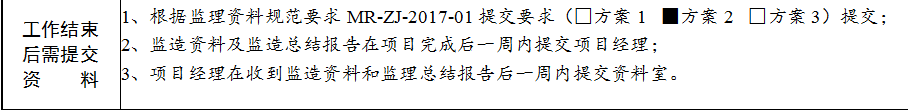 工作结束
后需提交
资　　料
1、根据监理资料规范要求 MR-ZJ-2017-01 提交要求（□方案 1 ■方案 2 □方案 3）提交；
2、监造资料及监造总结报告在项目完成后一周内提交项目经理；
3、项目经理在收到监造资料和监理总结报告后一周内提交资料室。